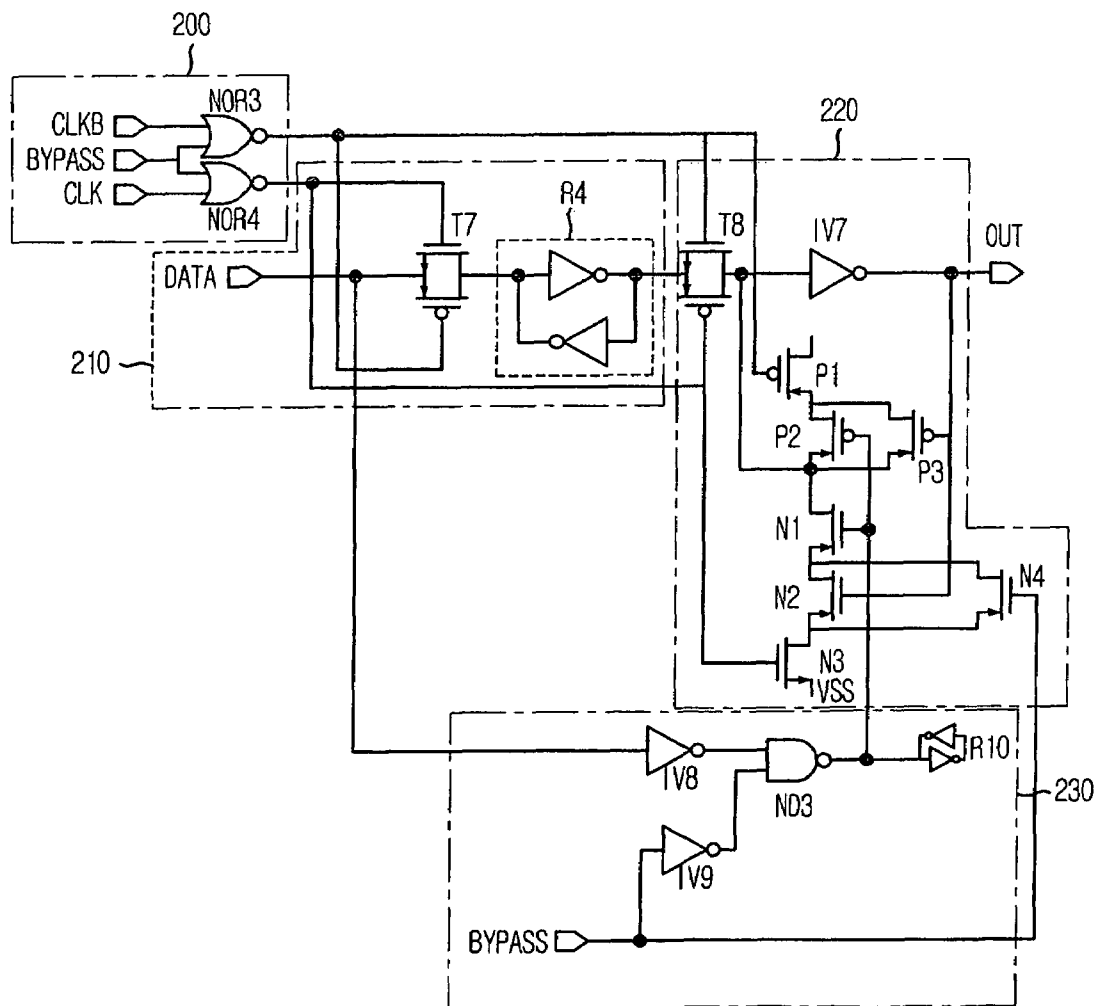 200
NOR3
CLKB
BYPASS
CLK
NOR4
220
R4
T7
T8
IV7
OUT
DATA
210
P1
P2
P3
N1
N4
N2
N3
VSS
IV8
ND3
R10
230
IV9
BYPASS